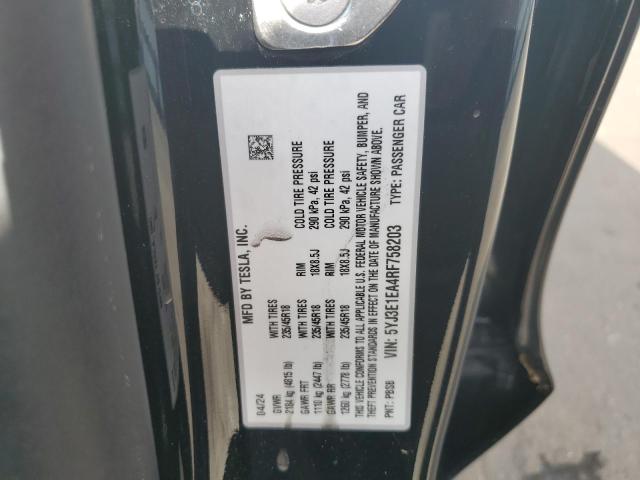 MFD BY TESLA, INC.
04/24
GVWR
2184 kg (4815 lb)
GAWR FRT WITH TIRES RIM COLD TIRE PRESSURE
1110 kg (2447 lb) 235/45R18 18X8.5J 290 kPa, 42 psi
GAWR RR WITH TIRES RIM COLD TIRE PRESSURE
1260 kg (2778 lb) 235/45R18 18X8.5J 290 kPa, 42 psi
THIS VEHICLE CONFORMS TO ALL APPLICABLE U.S. FEDERAL MOTOR VEHICLE SAFETY, BUMPER, AND
THEFT PREVENTION STANDARDS IN EFFECT ON THE DATE OF MANUFACTURE SHOWN ABOVE.
VIN: 5YJ3E1EA4RF758203 TYPE: PASSENGER CAR
PNT: PBSB